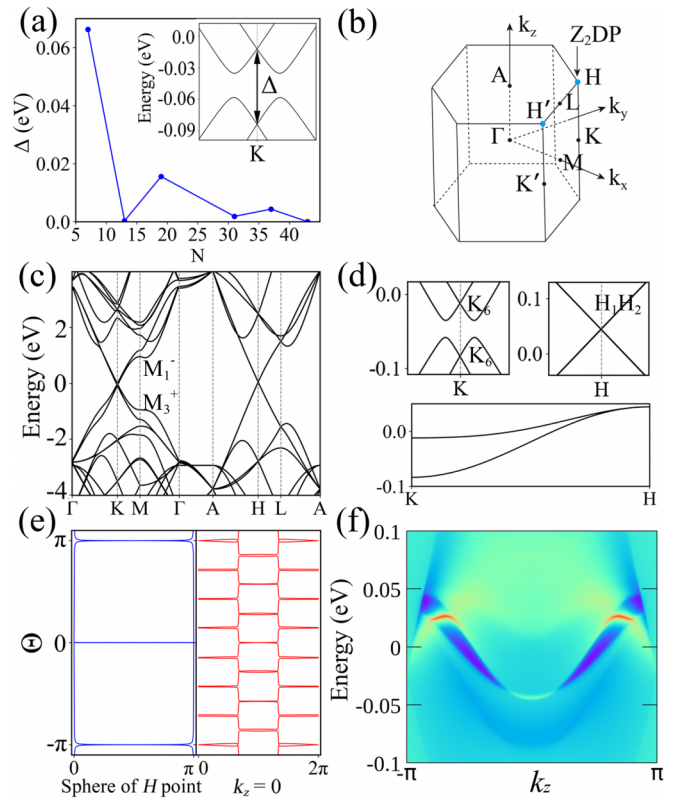 (a)
0.06
0.04
0.02
0.0
Δ (eV)
5 10 15 20 25 30 35 40
N
0.0
-0.03
-0.06
-0.09
Energy (eV)
Δ
K
(b)
k_z
Z₂DP
A
H
L
H′
k_y
Γ
K
M
K′
k_x
(c)
2
0
-2
-4
Energy (eV)
M₁⁻
M₃⁺
Γ K M Γ A H L A
(d)
0.0
-0.1
K₆
K₆
K
0.1
0.0
H₁H₂
H
0.0
-0.1
K H
(e)
π
0
-π
Θ
0 π 0 2π
Sphere of H point k_z = 0
(f)
0.1
0.05
0
-0.05
-0.1
Energy (eV)
-π π
k_z